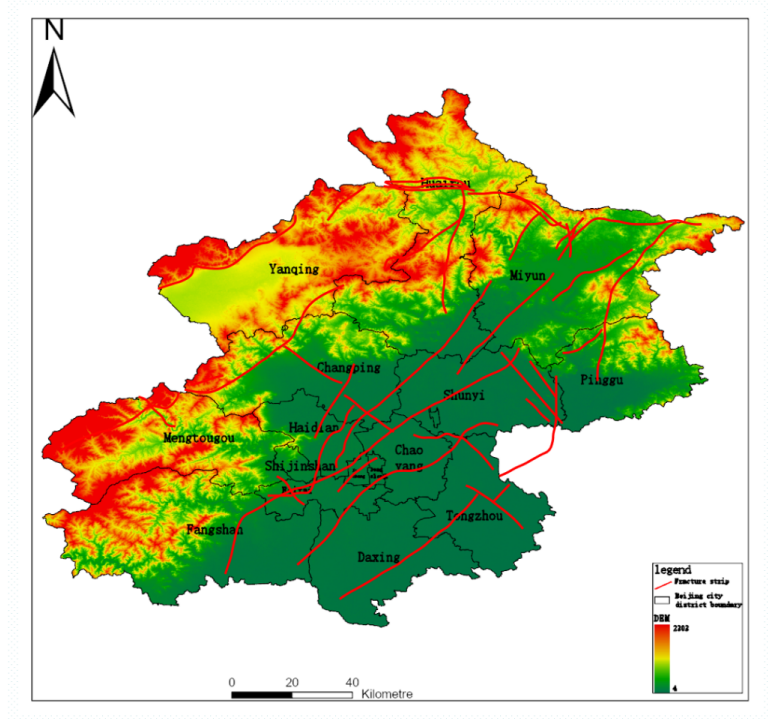 N
Huairou
Yanqing
Miyun
Changping
Pinggu
Shunyi
Haidian
Mengtougou
Chao
yang
Shijinshan
Fangshan
Tongzhou
Daxing
legend
Fracture strip
Beijing city
district boundary
DEM
2303
4
0 20 40
Kilometre